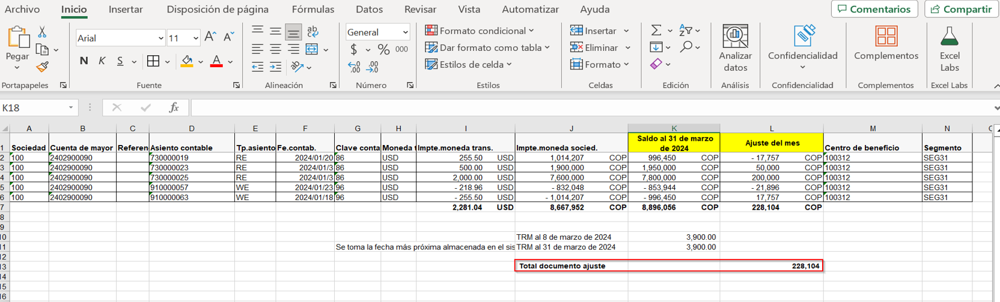 Archivo Inicio Insertar Disposición de página Fórmulas Datos Revisar Vista Automatizar Ayuda Comentarios Compartir
Pegar
Portapapeles
Arial 11
N K S
Fuente
ab
Alineación
General
$ % 000
Número
Formato condicional
Dar formato como tabla
Estilos de celda
Estilos
Insertar
Eliminar
Formato
Celdas
Edición
Analizar
datos
Análisis
Confidencialidad
Confidencialidad
Complementos
Complementos
Excel
Labs
Excel Labs
K18 fx
A B C D E F G H I J K L M N
1 Sociedad Cuenta de mayor Referen Asiento contable Tp.asiento Fe.contab. Clave conta Moneda t Impte.moneda trans. Impte.moneda socied. Saldo al 31 de marzo de 2024 Ajuste del mes Centro de beneficio Segmento
2 100 2402900090 730000019 RE 2024/01/20 86 USD 255.50 USD 1,014,207 COP 996,450 COP - 17,757 COP 100312 SEG31
3 100 2402900090 730000023 RE 2024/01/3 86 USD 500.00 USD 1,900,000 COP 1,950,000 COP 50,000 COP 100312 SEG31
4 100 2402900090 730000025 RE 2024/01/3 86 USD 2,000.00 USD 7,600,000 COP 7,800,000 COP 200,000 COP 100312 SEG31
5 100 2402900090 910000057 WE 2024/01/23 96 USD - 218.96 USD - 832,048 COP - 853,944 COP - 21,896 COP 100312 SEG31
6 100 2402900090 910000063 WE 2024/01/18 96 USD - 255.50 USD - 1,014,207 COP - 996,450 COP 17,757 COP 100312 SEG31
7 2,281.04 USD 8,667,952 COP 8,896,056 COP 228,104 COP
8
9
10 TRM al 8 de marzo de 2024 3,900.00
11 Se toma la fecha más próxima almacenada en el sis TRM al 31 de marzo de 2024 3,900.00
12
13 Total documento ajuste 228,104
14
15
16